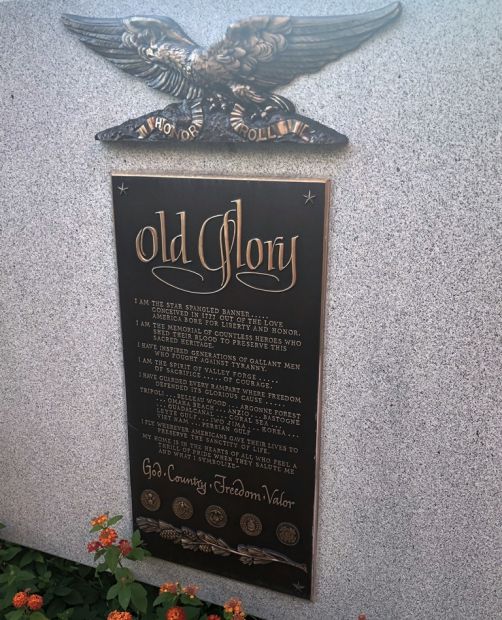 HONOR ROLL
old Glory
I AM THE STAR SPANGLED BANNER.....
CONCEIVED IN 1777 OUT OF THE LOVE
AMERICA BORE FOR LIBERTY AND HONOR.
I AM THE MEMORIAL OF COUNTLESS HEROES WHO
SHED THEIR BLOOD TO PRESERVE THIS
SACRED HERITAGE.
I HAVE INSPIRED GENERATIONS OF GALLANT MEN
WHO FOUGHT AGAINST TYRANNY.
I AM THE SPIRIT OF VALLEY FORGE .....
OF SACRIFICE ..... OF COURAGE.
I HAVE GUARDED EVERY RAMPART WHERE FREEDOM
DEFENDED ITS GLORIOUS CAUSE .....
TRIPOLI ... BELLEAU WOOD ... ARGONNE FOREST
... OMAHA BEACH ... ANZIO ... BASTOGNE
... GUADALCANAL ... CORAL SEA ...
LEYTE GULF ... IWO JIMA ... KOREA ...
VIET NAM ... PERSIAN GULF
I FLY WHEREVER AMERICANS GAVE THEIR LIVES TO
PRESERVE THE SANCTITY OF LIFE.
MY HOME IS IN THE HEARTS OF ALL WHO FEEL A
THRILL OF PRIDE WHEN THEY SALUTE ME
AND WHAT I SYMBOLIZE-
God · Country · Freedom · Valor